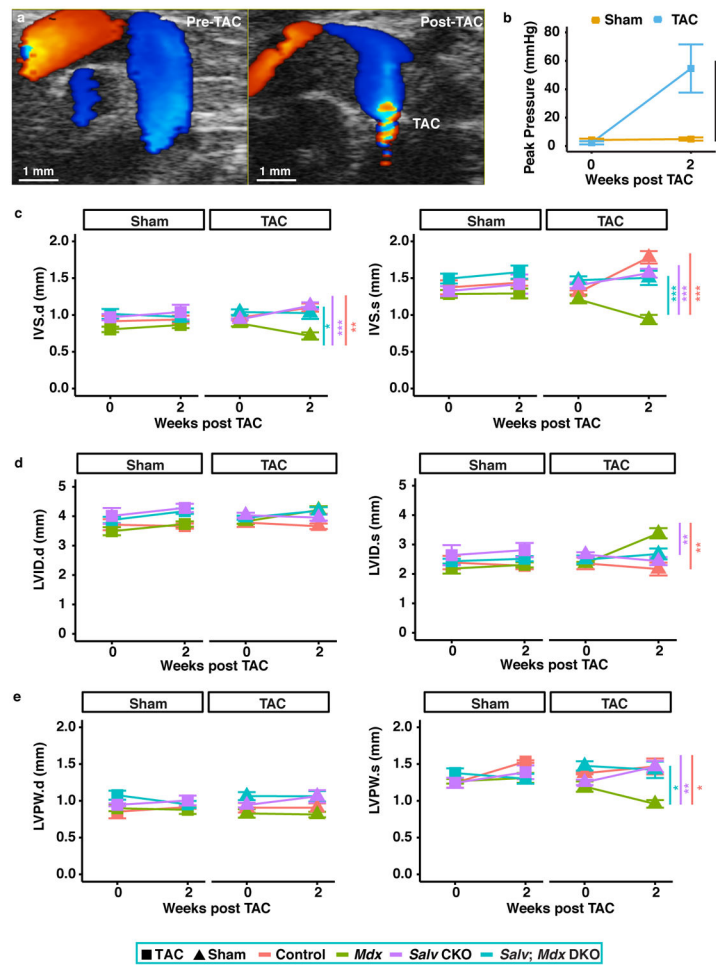 a
Pre-TAC
Post-TAC
TAC
1 mm
1 mm
b
Sham TAC
Peak Pressure (mmHg)
80
60
40
20
0
0 2
Weeks post TAC
c
Sham TAC
IVS.d (mm)
2.0
1.5
1.0
0.5
0.0
* *** **
0 2 0 2
Weeks post TAC
Sham TAC
IVS.s (mm)
2.0
1.5
1.0
0.5
0.0
*** *** ***
0 2 0 2
Weeks post TAC
d
Sham TAC
LVID.d (mm)
5
4
3
2
1
0
0 2 0 2
Weeks post TAC
Sham TAC
LVID.s (mm)
5
4
3
2
1
0
** **
0 2 0 2
Weeks post TAC
e
Sham TAC
LVPW.d (mm)
2.0
1.5
1.0
0.5
0.0
0 2 0 2
Weeks post TAC
Sham TAC
LVPW.s (mm)
2.0
1.5
1.0
0.5
0.0
* ** *
0 2 0 2
Weeks post TAC
TAC Sham Control Mdx Salv CKO Salv; Mdx DKO